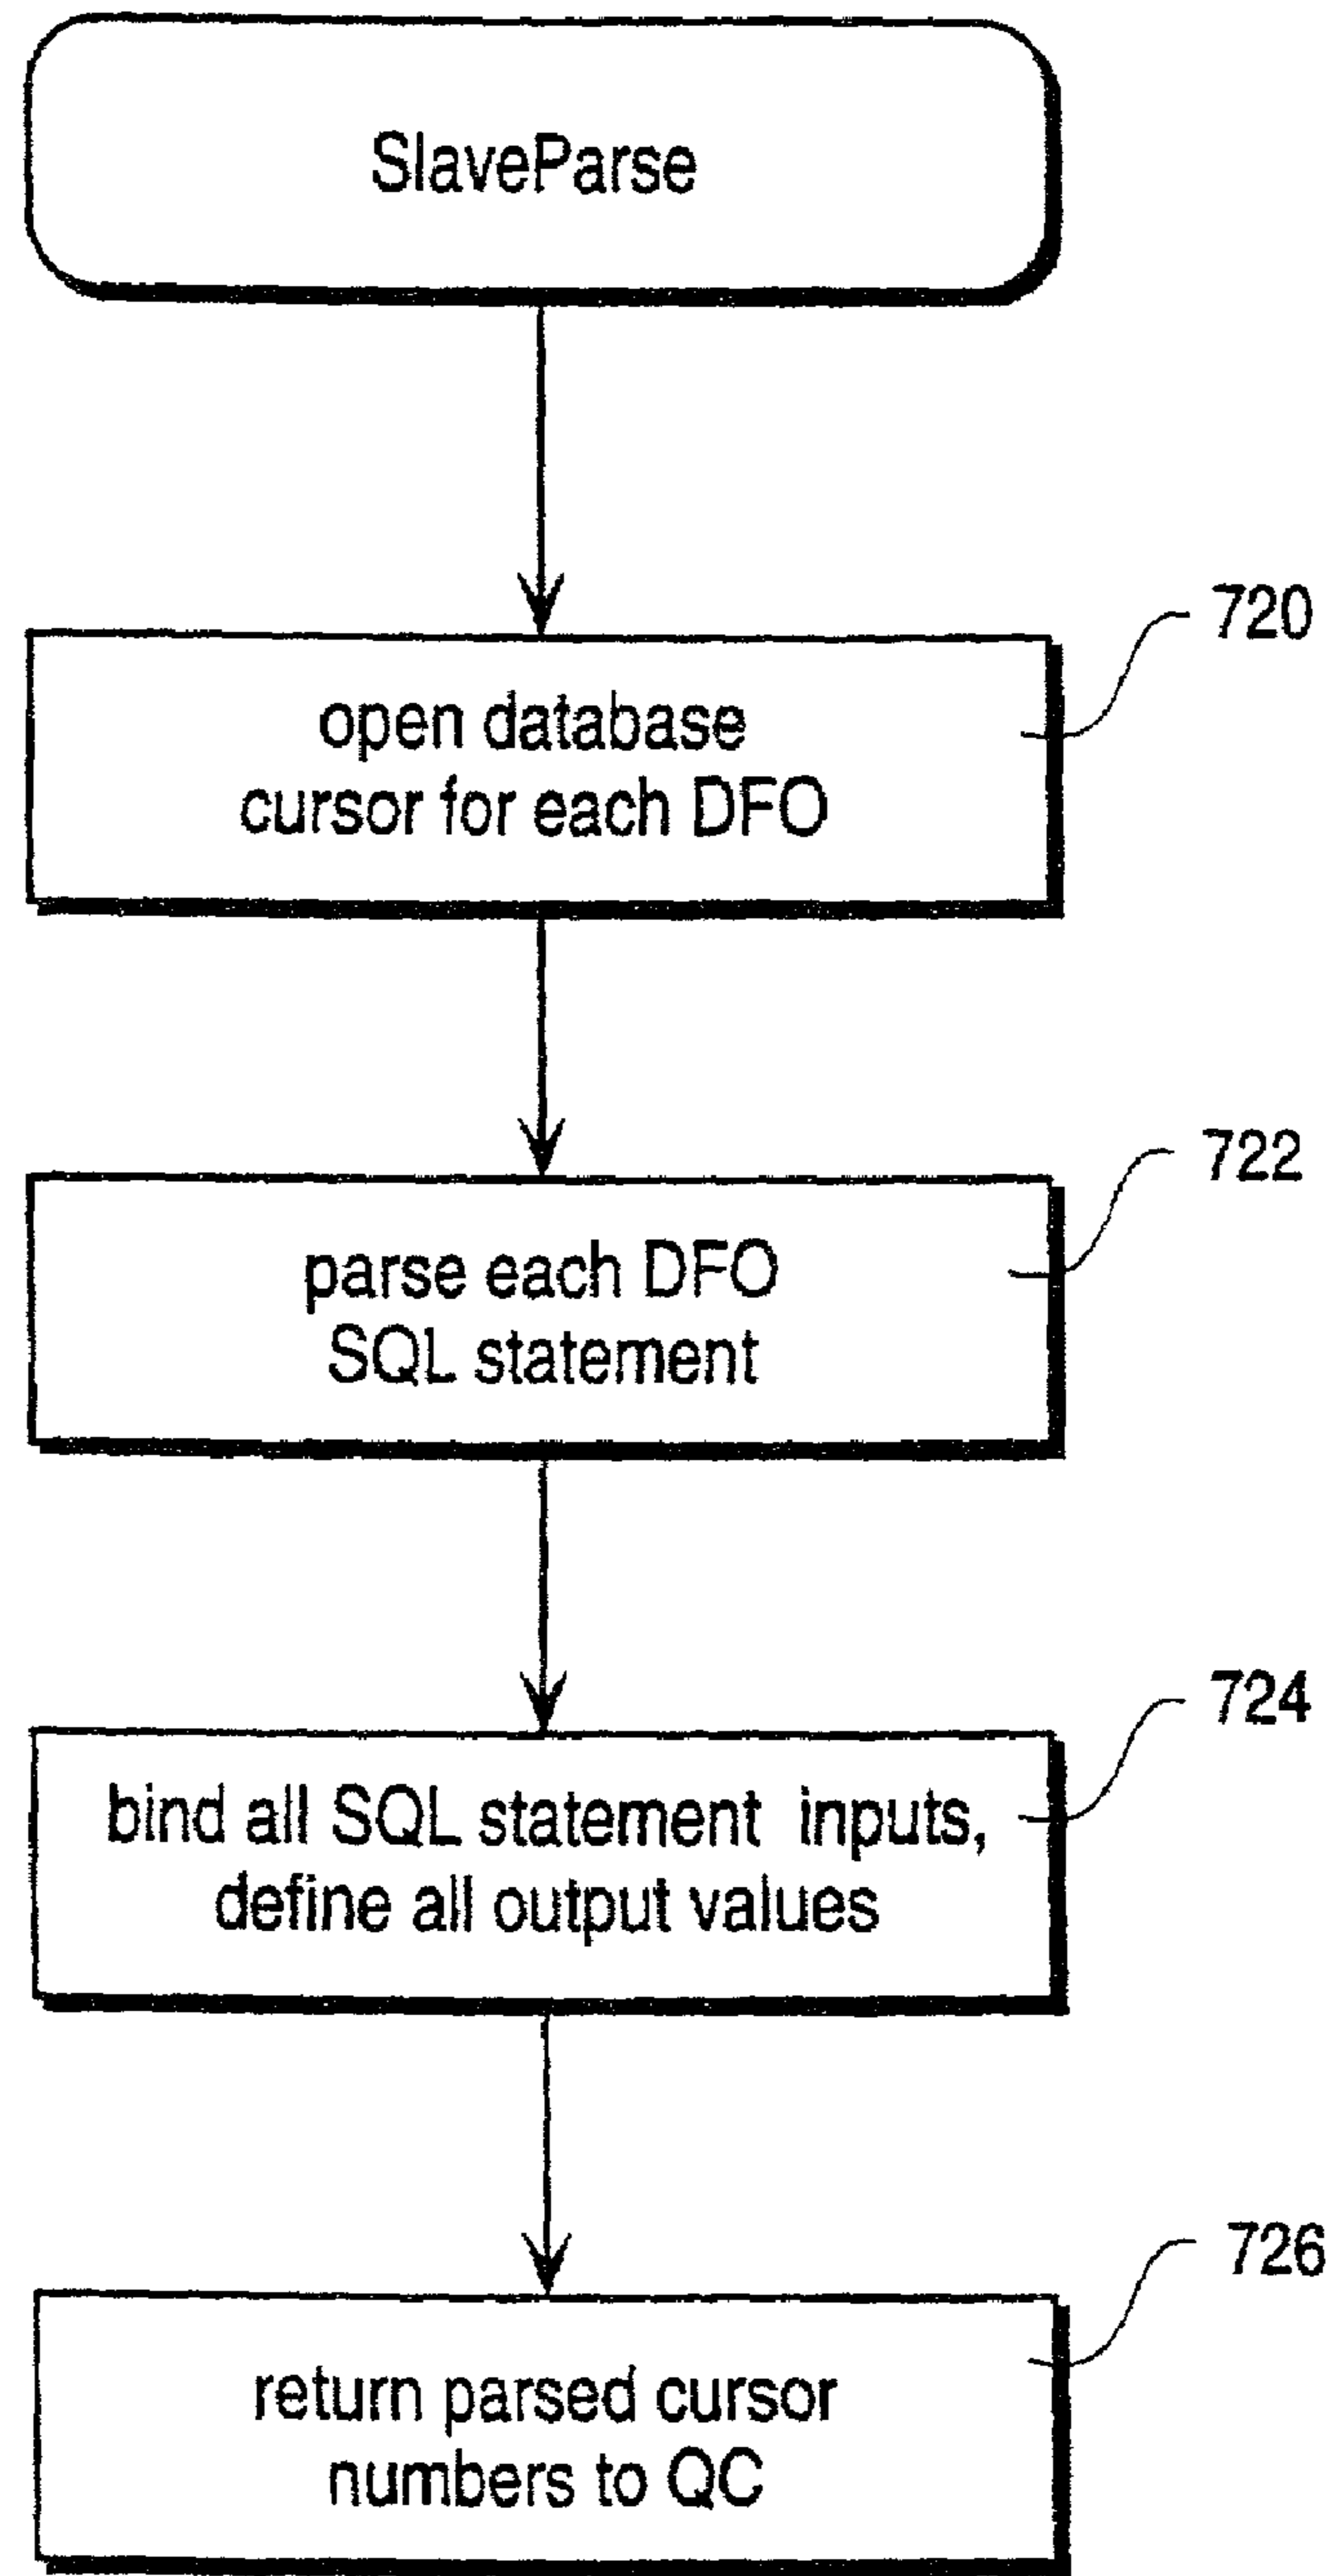 SlaveParse
720
open database
cursor for each DFO
722
parse each DFO
SQL statement
724
bind all SQL statement inputs,
define all output values
726
return parsed cursor
numbers to QC